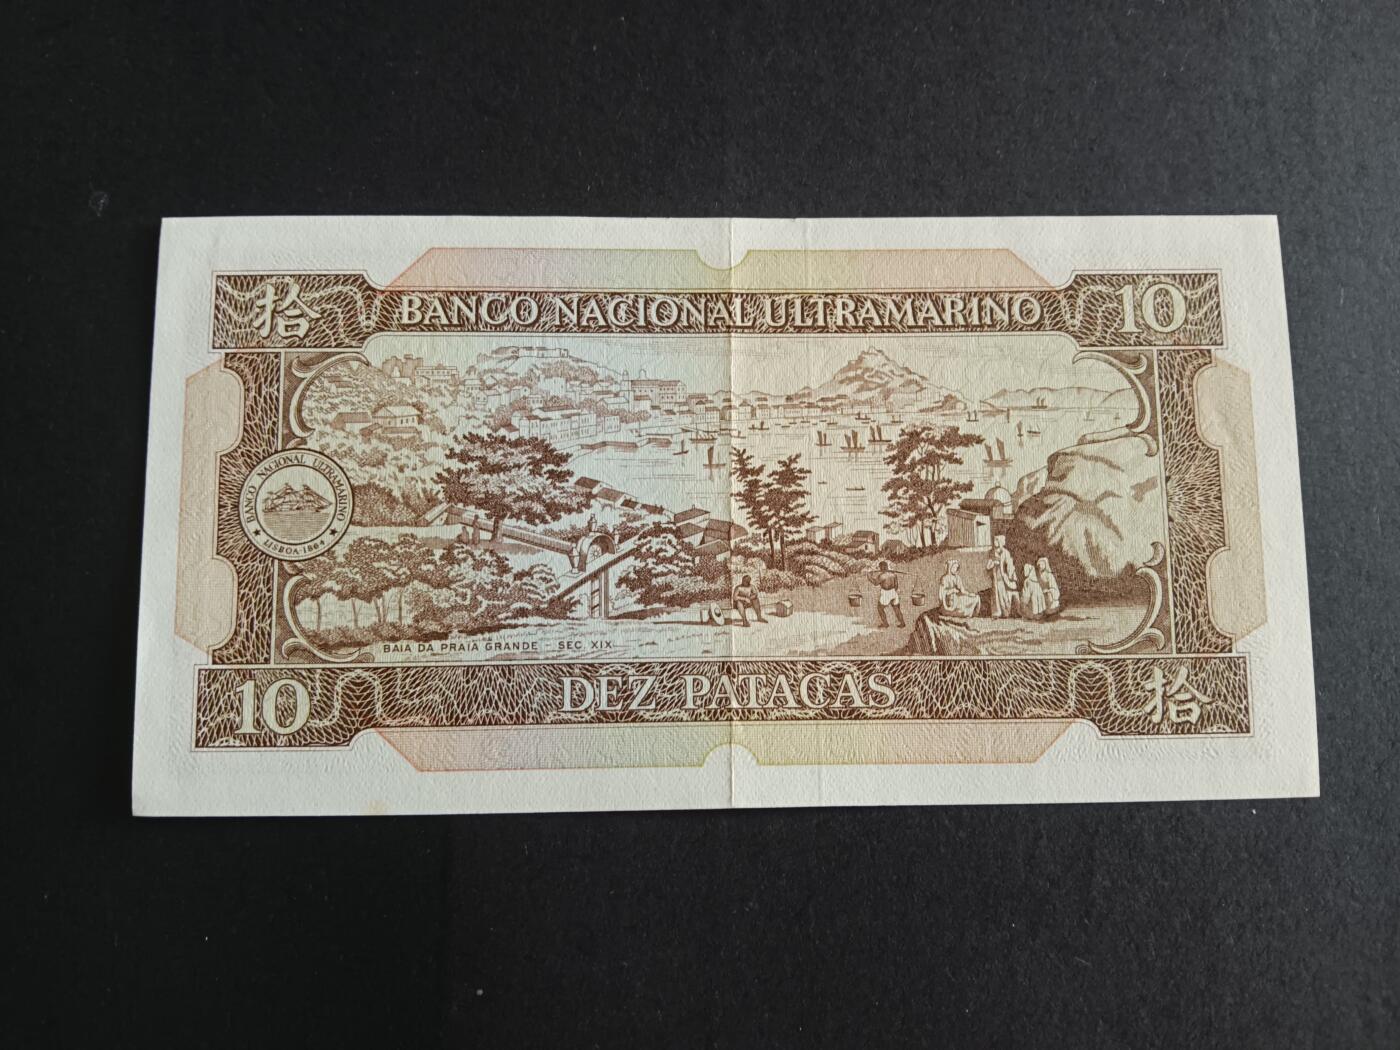 拾 BANCO NACIONAL ULTRAMARINO 10
BANCO NACIONAL ULTRAMARINO
LISBOA·1864
BAIA DA PRAIA GRANDE - SEC. XIX
10 DEZ PATACAS 拾